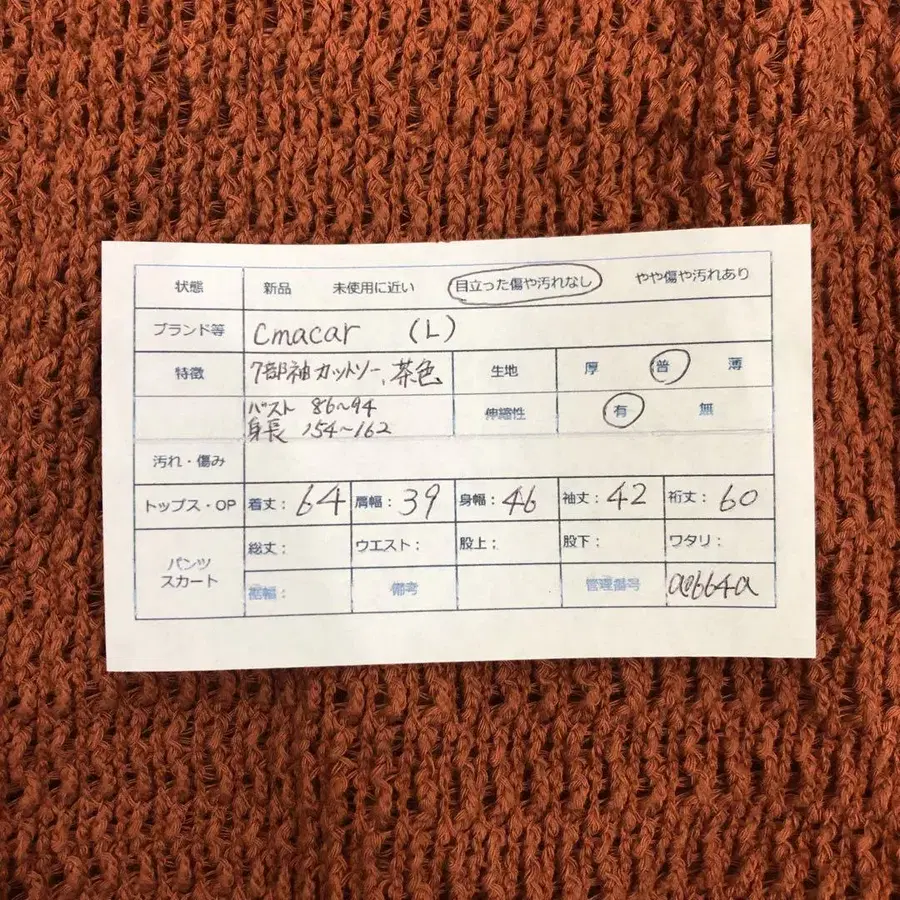 状態 新品 未使用に近い 目立った傷や汚れなし やや傷や汚れあり
ブランド等 cmacar (L)
特徴 7部袖カットソー、茶色 生地 厚 普 薄
バスト 86~94 伸縮性 有 無
身長 154~162
汚れ・傷み
トップス・OP 着丈: 64 肩幅: 39 身幅: 46 袖丈: 42 裄丈: 60
パンツ 総丈: ウエスト: 股上: 股下: ワタリ:
スカート 裾幅: 備考 管理番号 a@664a